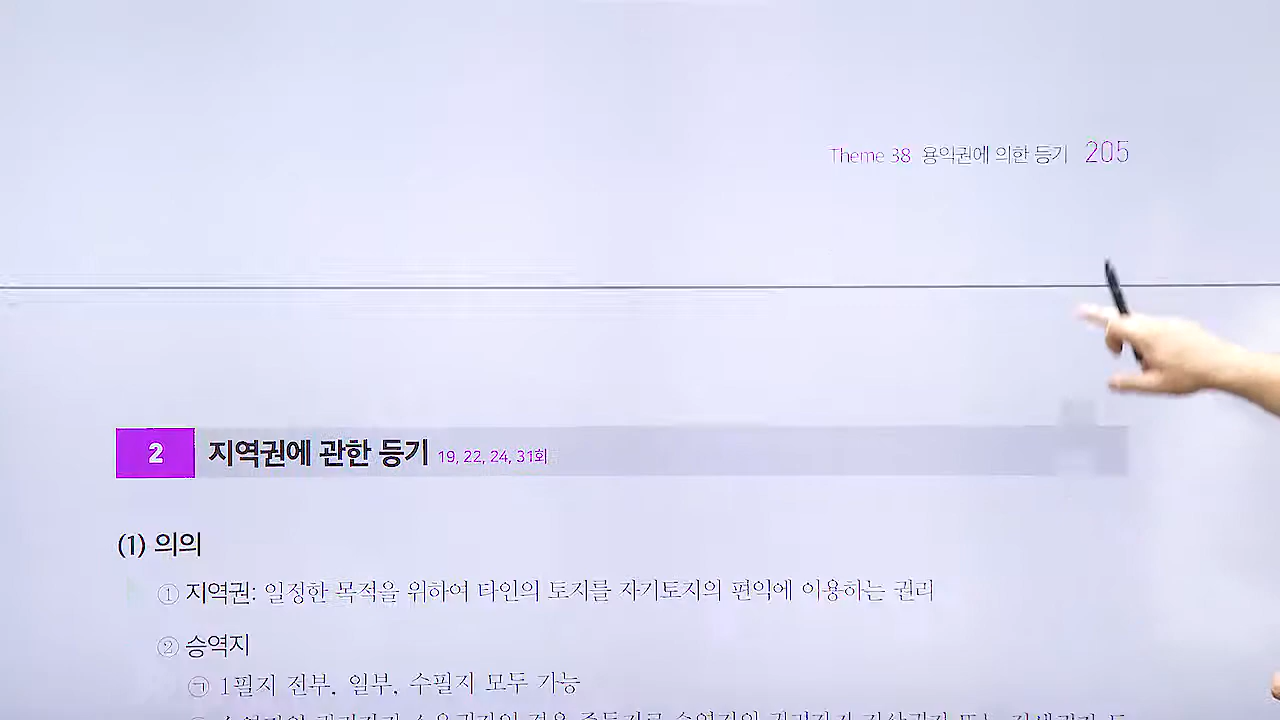 Theme 38 용익권에 의한 등기 205
2 지역권에 관한 등기 19, 22, 24, 31회
(1) 의의
① 지역권: 일정한 목적을 위하여 타인의 토지를 자기토지의 편익에 이용하는 권리
② 승역지
㉠ 1필지 전부, 일부, 수필지 모두 가능